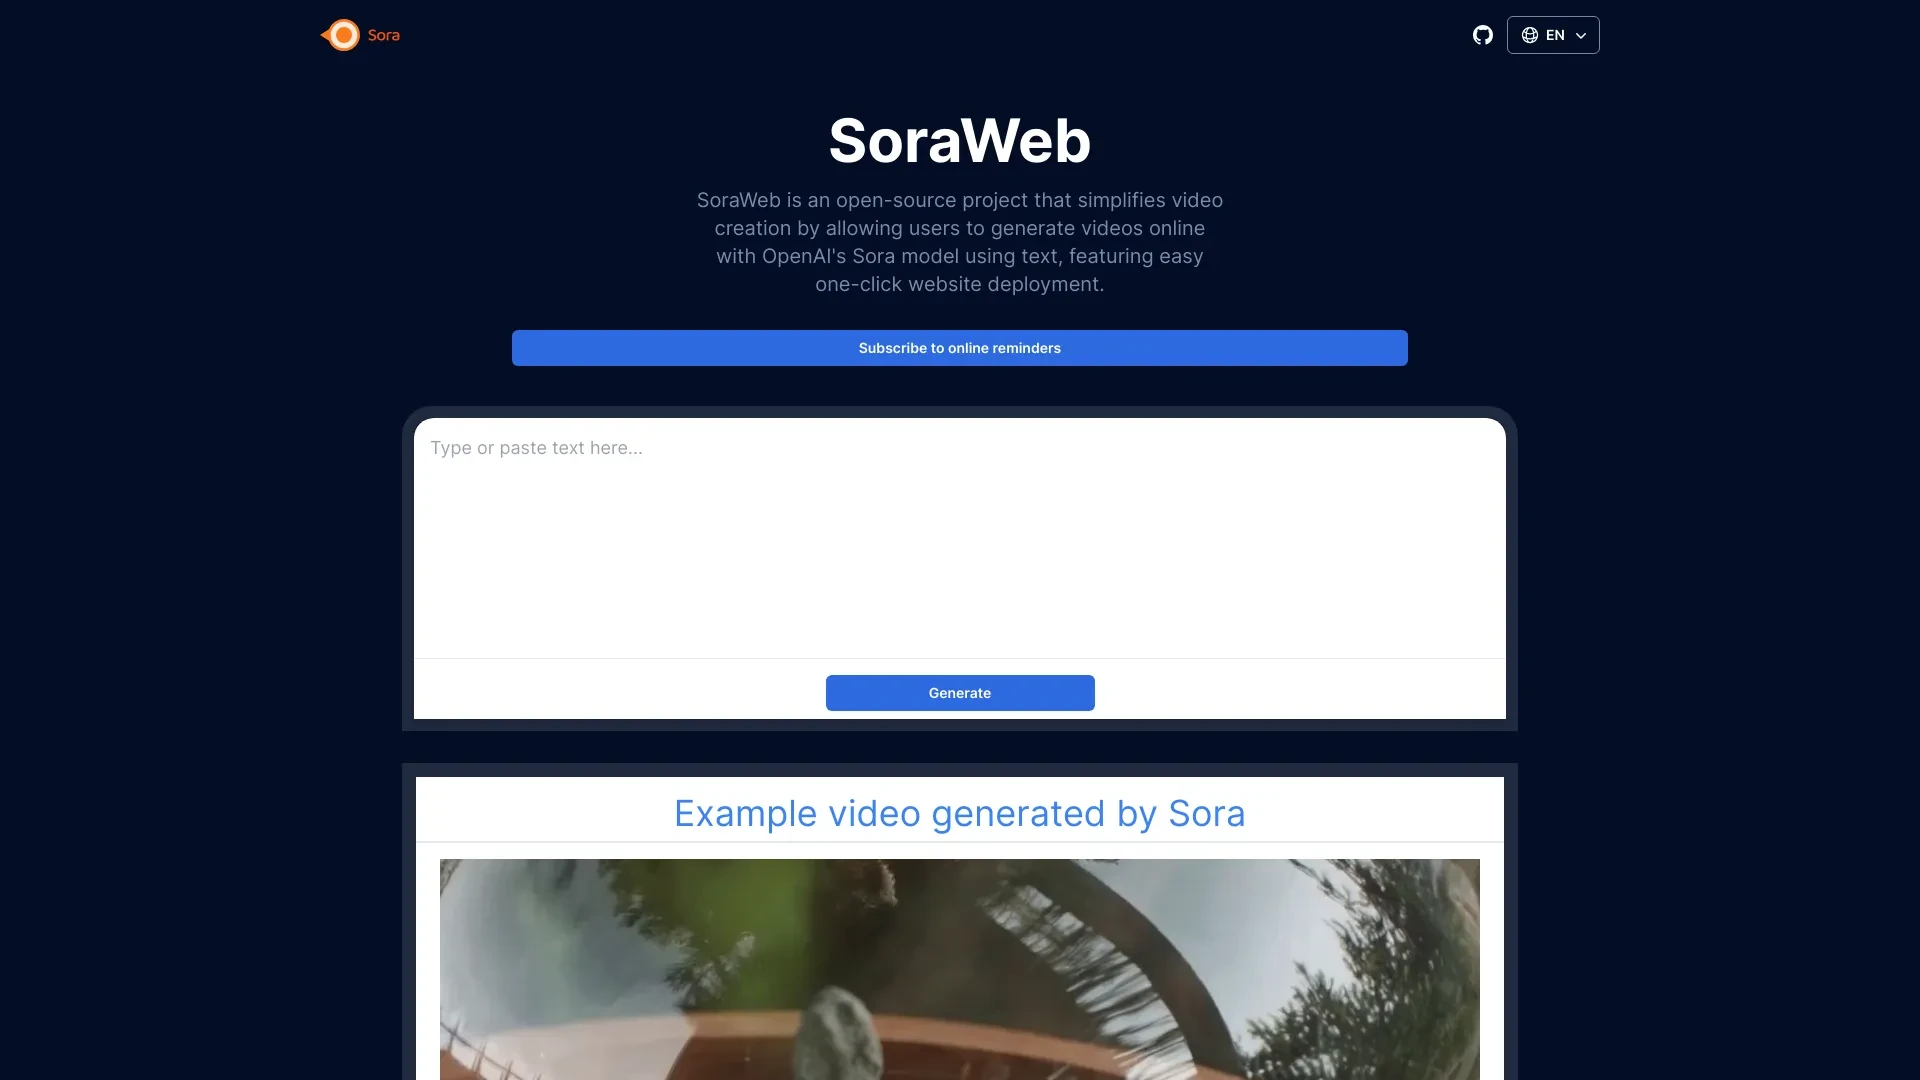 Sora
EN
SoraWeb
SoraWeb is an open-source project that simplifies video
creation by allowing users to generate videos online
with OpenAI's Sora model using text, featuring easy
one-click website deployment.
Subscribe to online reminders
Type or paste text here...
Generate
Example video generated by Sora